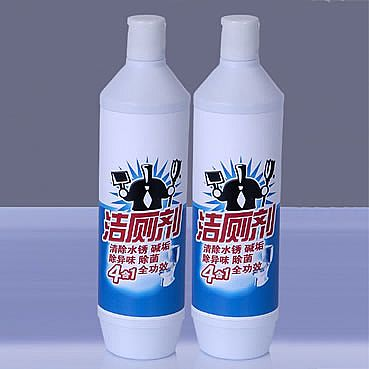 洁厕剂
清除水锈 碱垢
除异味 除菌
4合1全功效
洁厕剂
清除水锈 碱垢
除异味 除菌
4合1全功效